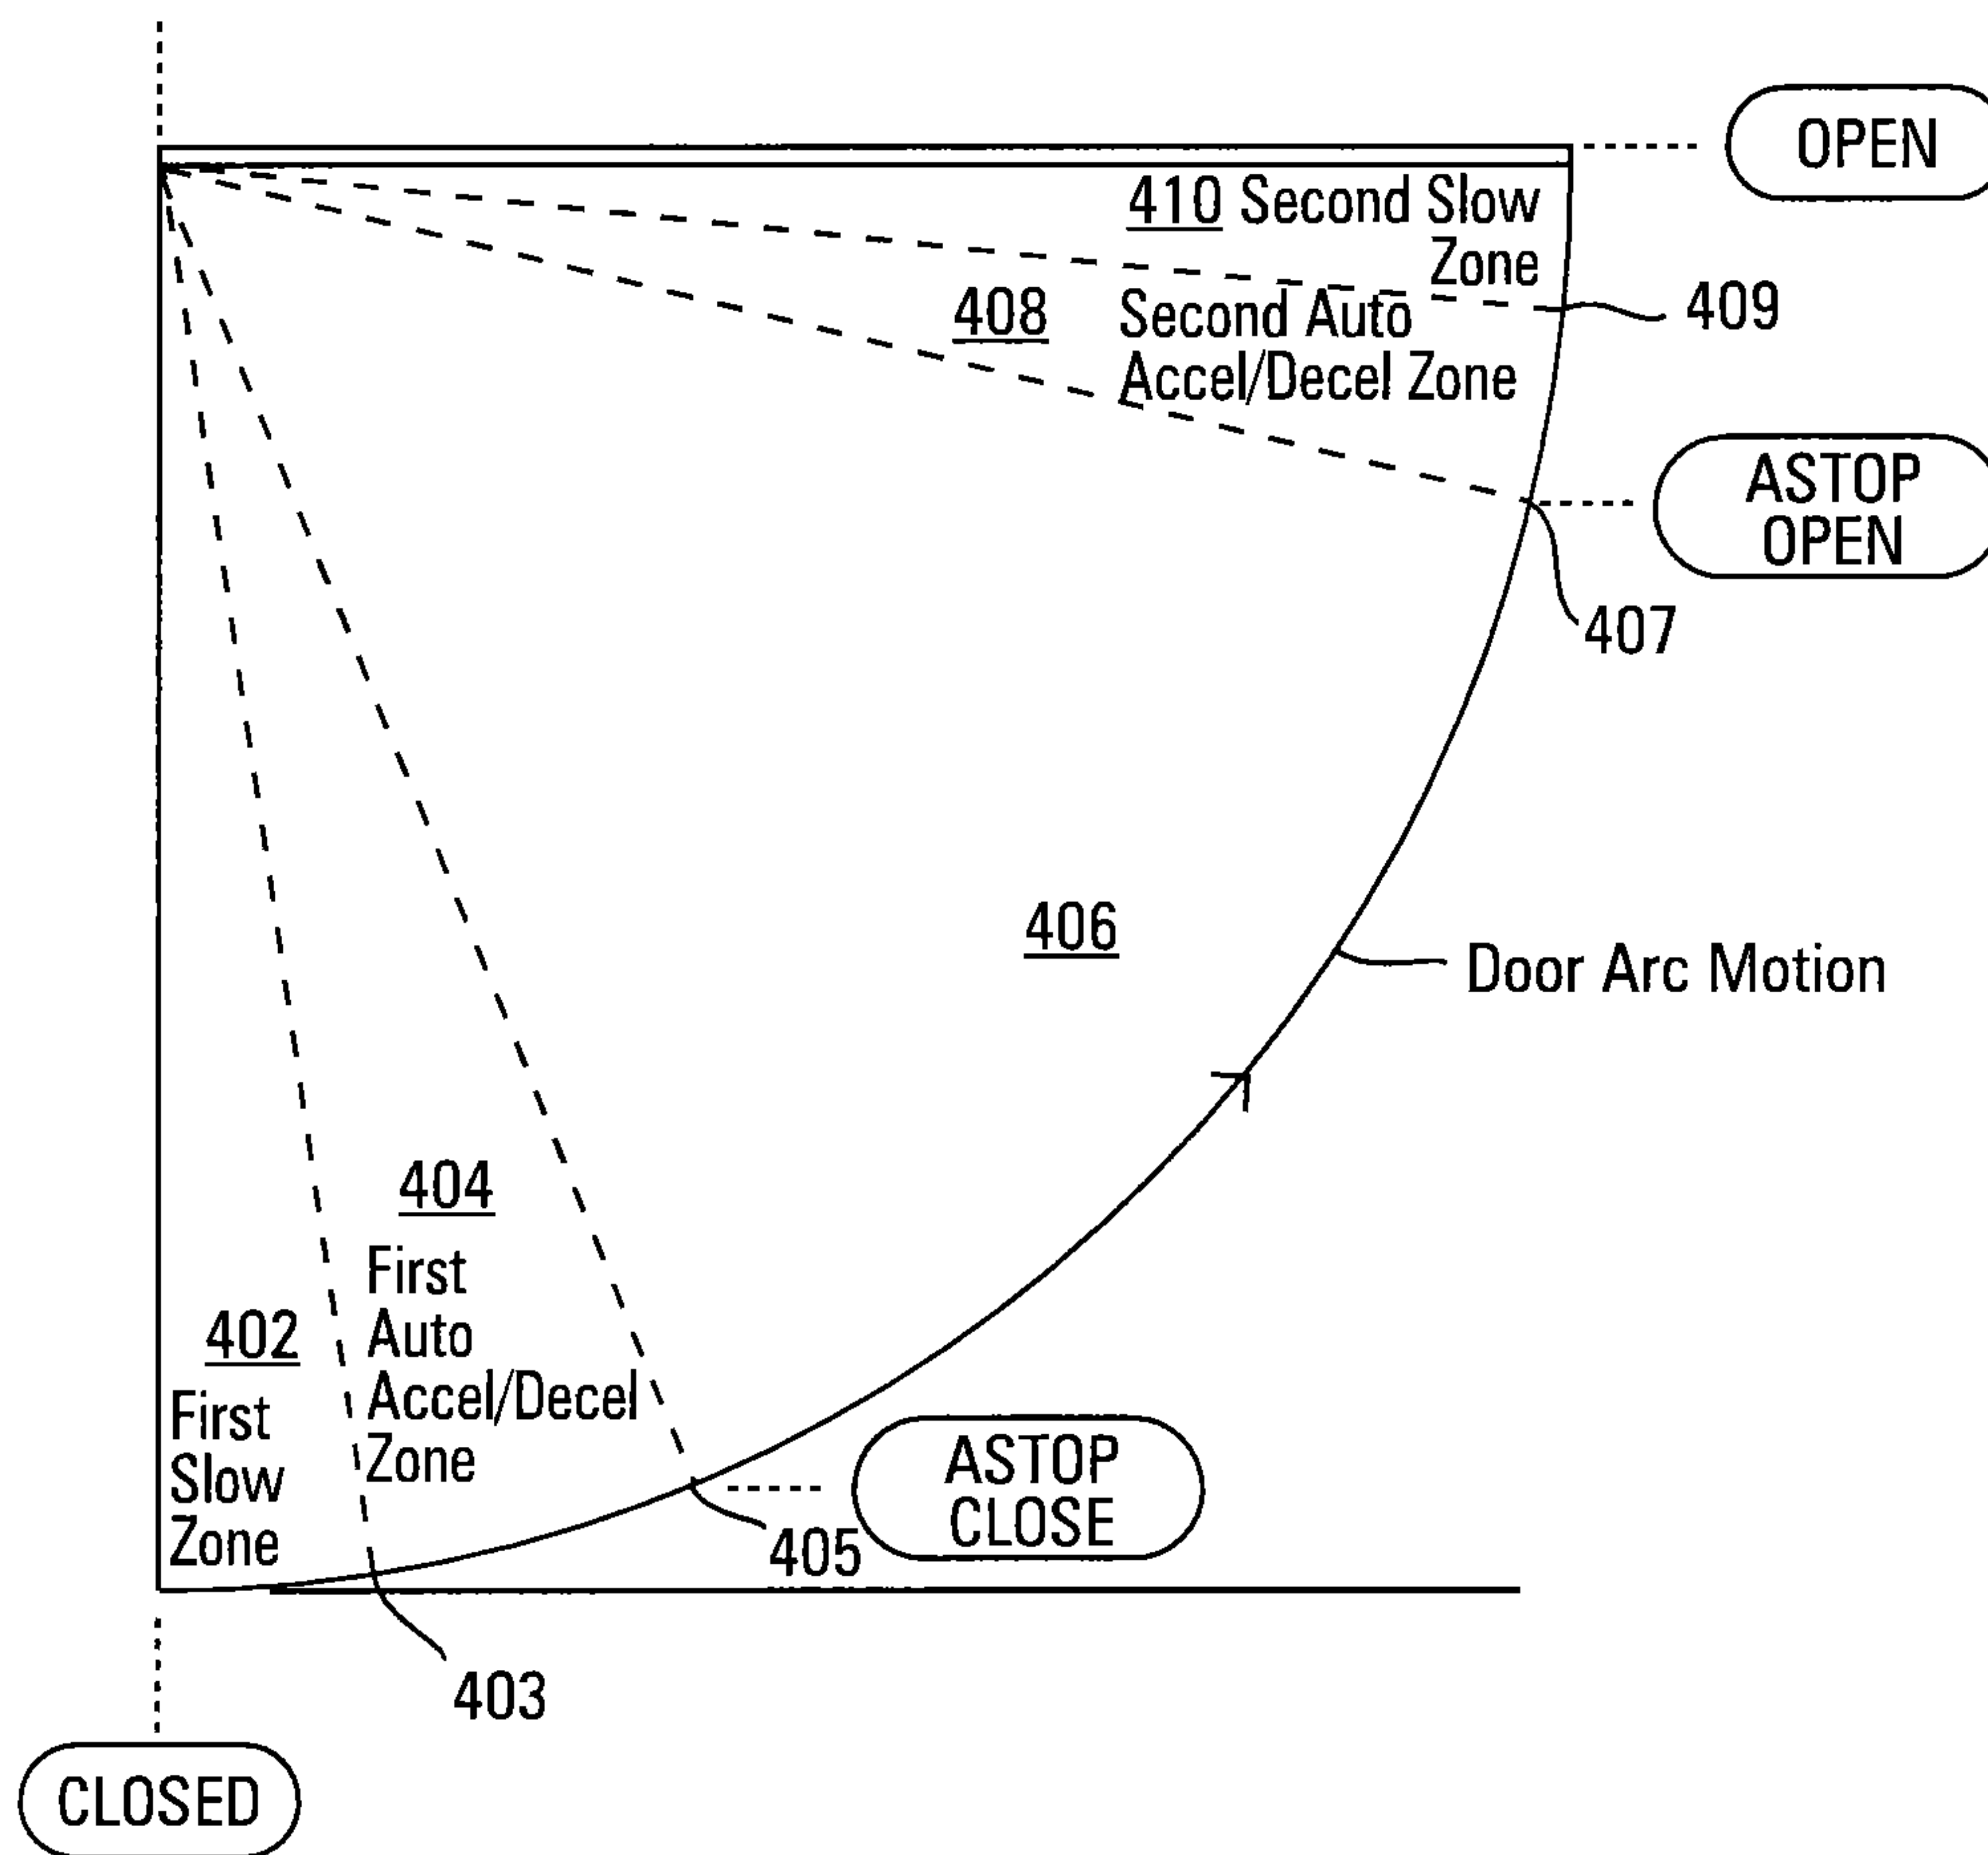 OPEN
410 Second Slow
Zone
409
408 Second Auto
Accel/Decel Zone
ASTOP
OPEN
407
406
Door Arc Motion
404
First
Auto
Accel/Decel
Zone
402
First
Slow
Zone
ASTOP
CLOSE
405
403
CLOSED